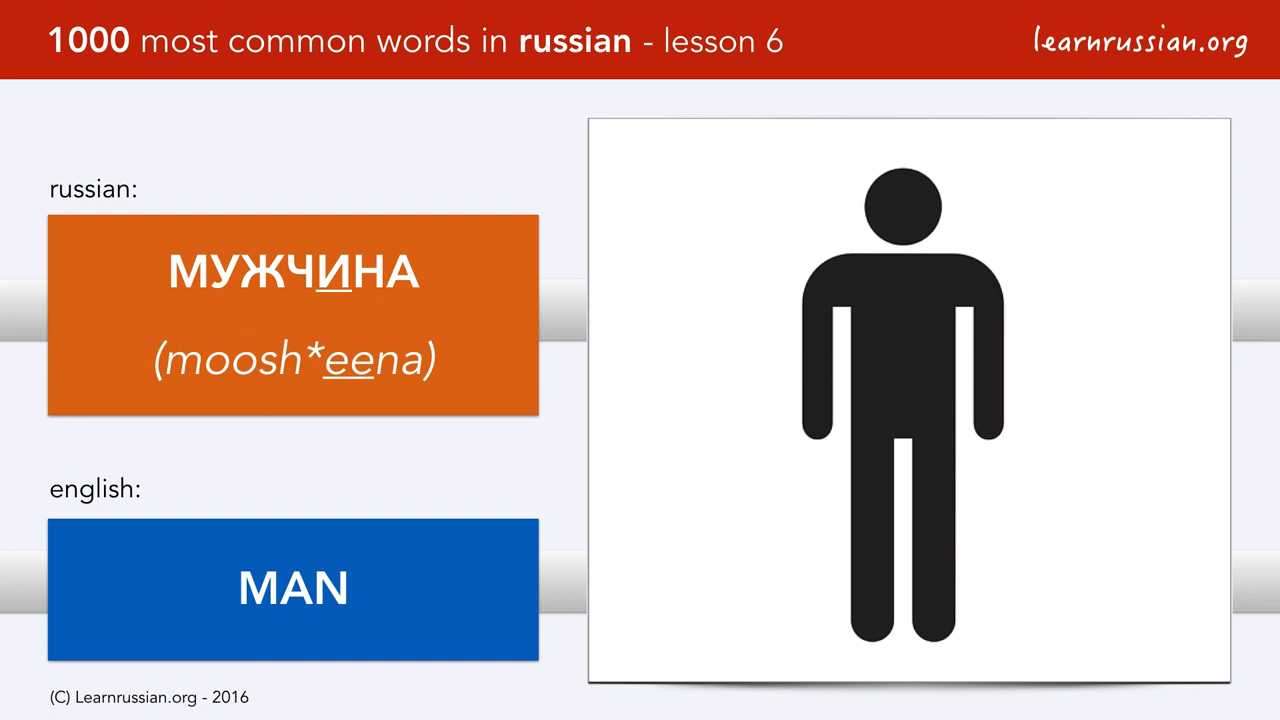 1000 most common words in russian - lesson 6
learnrussian.org
russian:
МУЖЧИНА
(moosh*eena)
english:
MAN
(C) Learnrussian.org - 2016